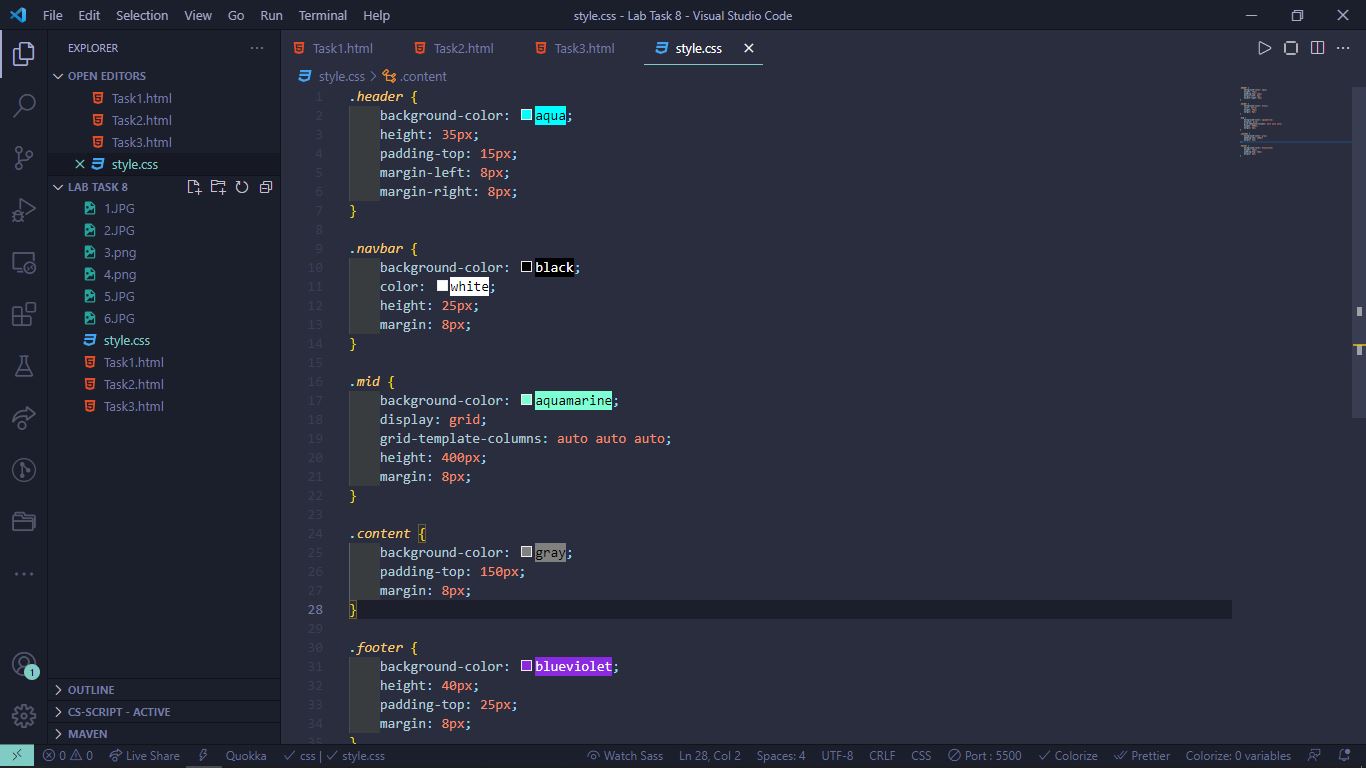 File Edit Selection View Go Run Terminal Help
style.css - Lab Task 8 - Visual Studio Code
EXPLORER
OPEN EDITORS
Task1.html
Task2.html
Task3.html
style.css
LAB TASK 8
1.JPG
2.JPG
3.png
4.png
5.JPG
6.JPG
style.css
Task1.html
Task2.html
Task3.html
OUTLINE
CS-SCRIPT - ACTIVE
MAVEN
1
Task1.html Task2.html Task3.html style.css
style.css > .content
1 .header {
2 background-color: aqua;
3 height: 35px;
4 padding-top: 15px;
5 margin-left: 8px;
6 margin-right: 8px;
7 }
8
9 .navbar {
10 background-color: black;
11 color: white;
12 height: 25px;
13 margin: 8px;
14 }
15
16 .mid {
17 background-color: aquamarine;
18 display: grid;
19 grid-template-columns: auto auto auto;
20 height: 400px;
21 margin: 8px;
22 }
23
24 .content {
25 background-color: gray;
26 padding-top: 150px;
27 margin: 8px;
28 }
29
30 .footer {
31 background-color: blueviolet;
32 height: 40px;
33 padding-top: 25px;
34 margin: 8px;
35 }
0 0 Live Share Quokka css | style.css Watch Sass Ln 28, Col 2 Spaces: 4 UTF-8 CRLF CSS Port : 5500 Colorize Prettier Colorize: 0 variables